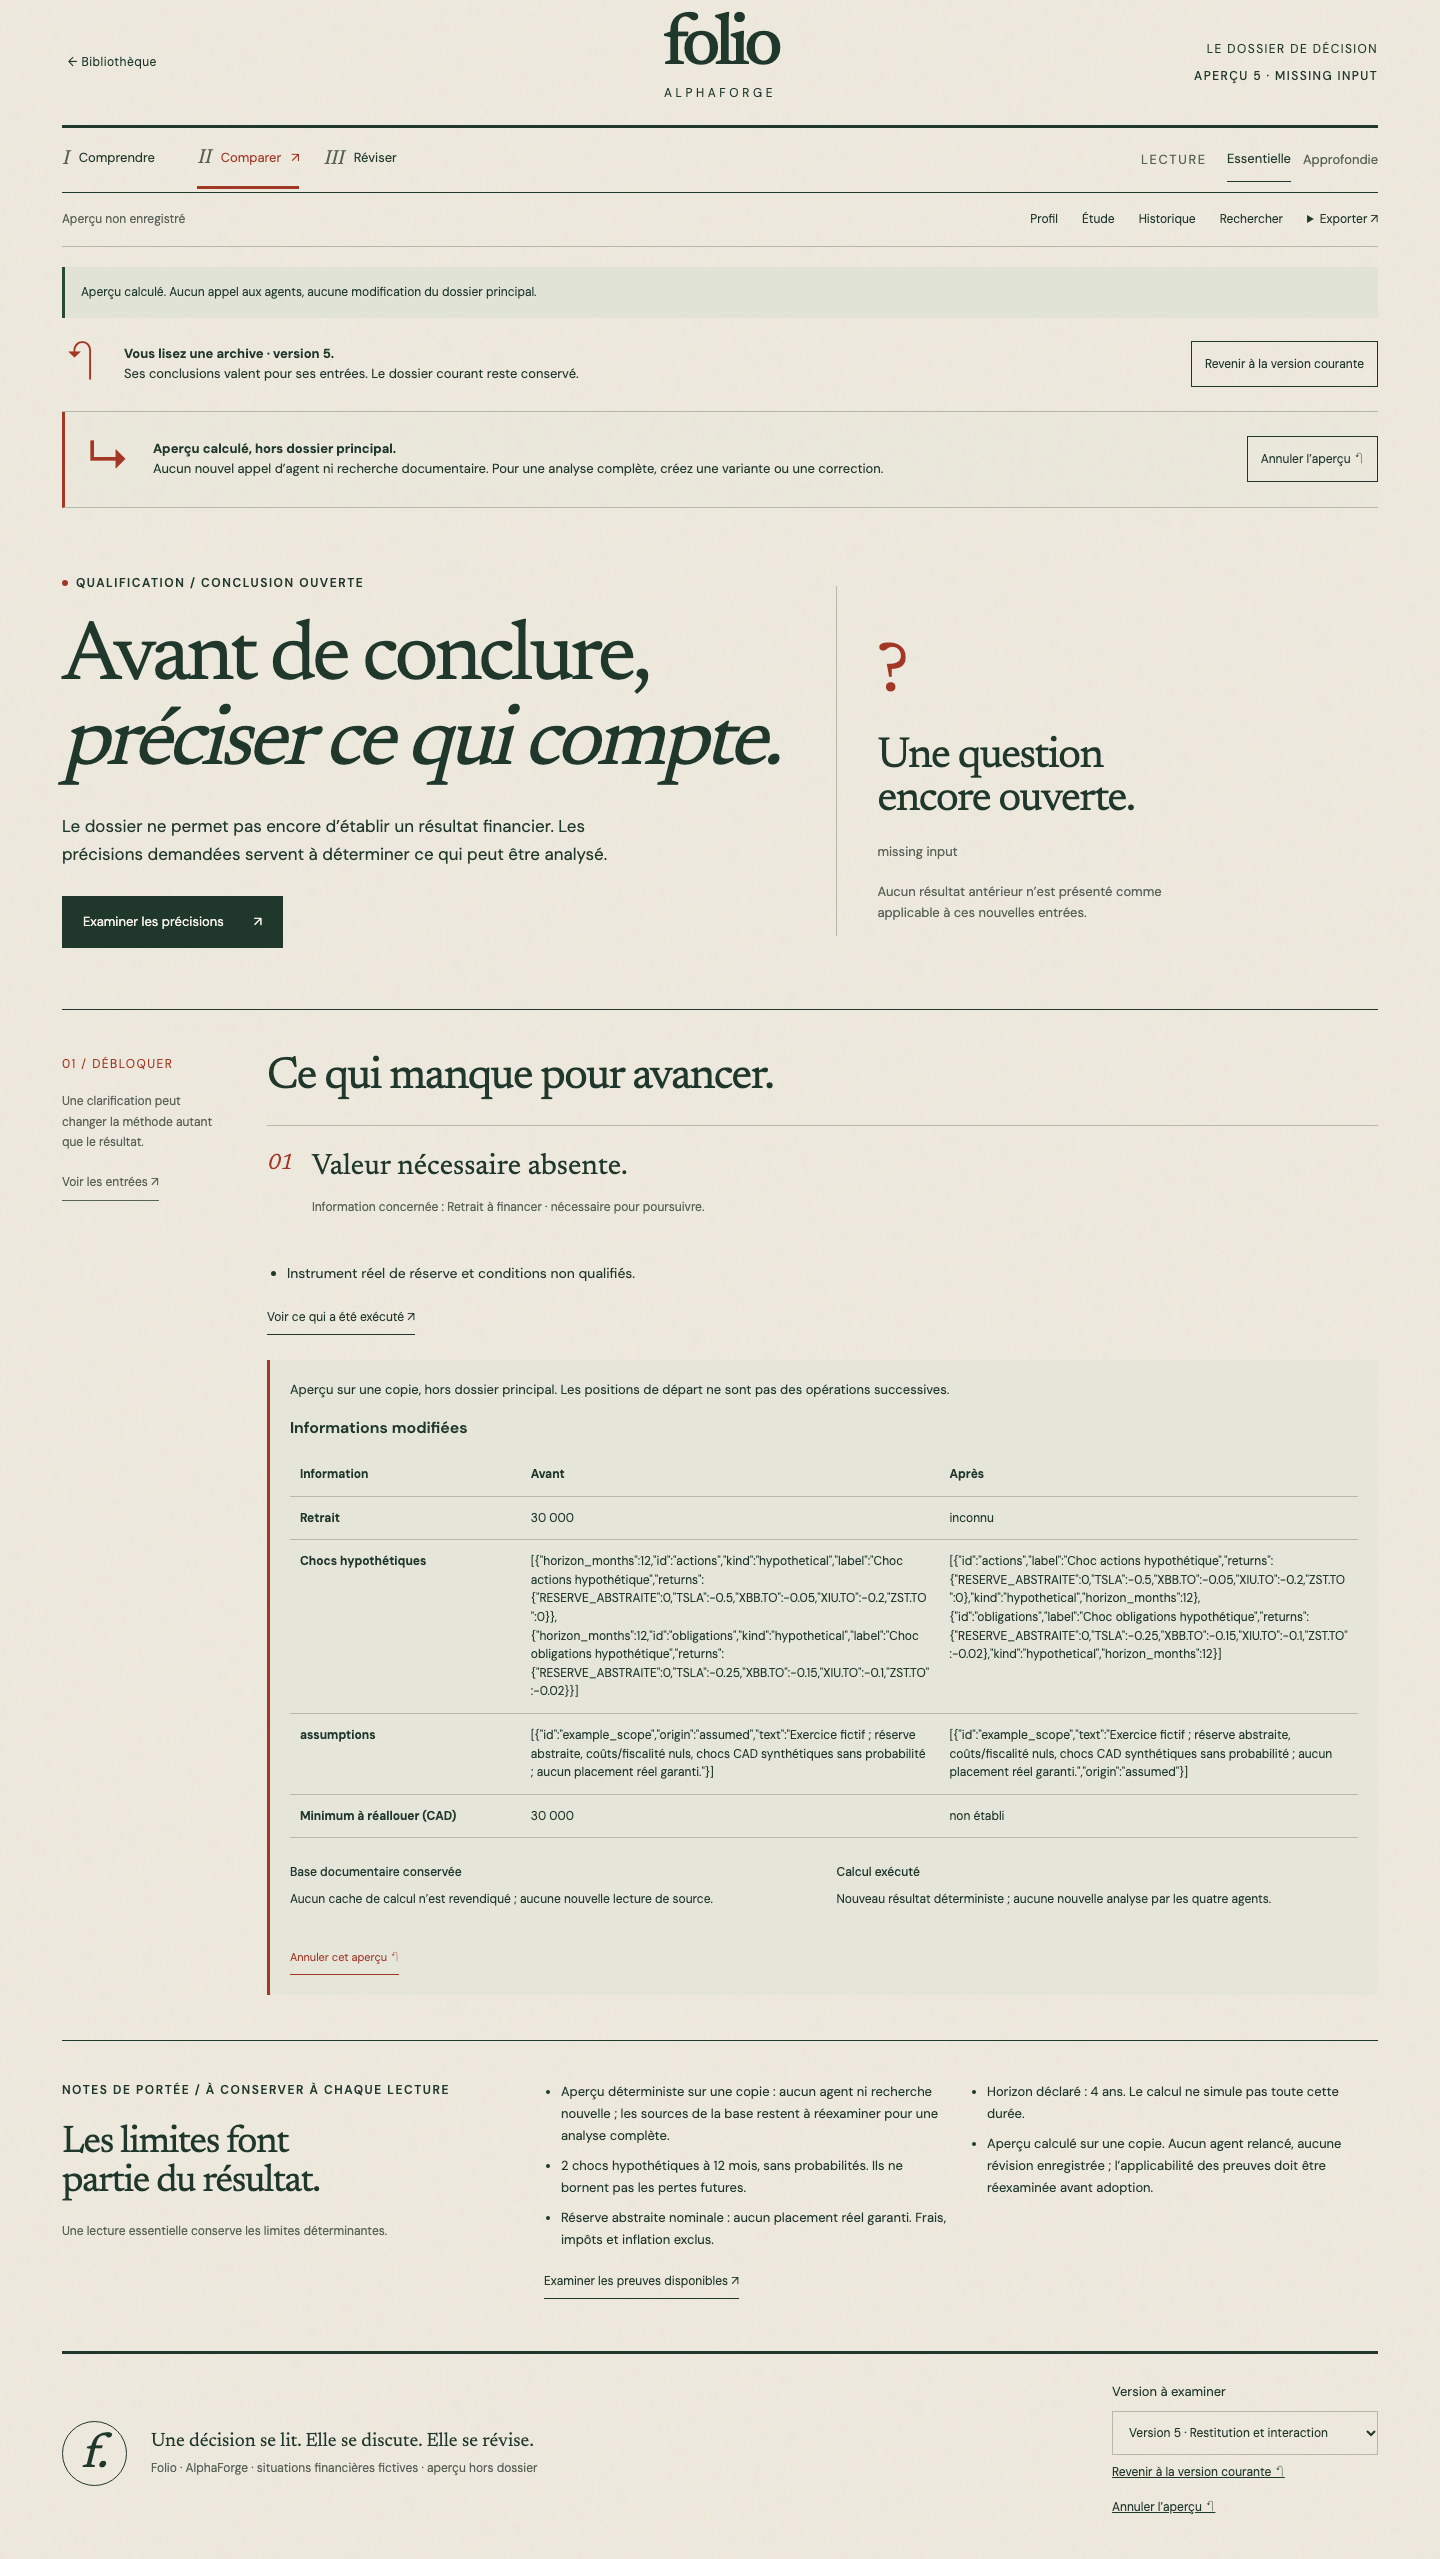 ← Bibliothèque
folio
ALPHAFORGE
LE DOSSIER DE DÉCISION
APERÇU 5 · MISSING INPUT
I Comprendre
II Comparer ↗
III Réviser
LECTURE Essentielle Approfondie
Aperçu non enregistré
Profil Étude Historique Rechercher ▶ Exporter ↗
Aperçu calculé. Aucun appel aux agents, aucune modification du dossier principal.
Vous lisez une archive · version 5.
Ses conclusions valent pour ses entrées. Le dossier courant reste conservé.
Revenir à la version courante
Aperçu calculé, hors dossier principal.
Aucun nouvel appel d’agent ni recherche documentaire. Pour une analyse complète, créez une variante ou une correction.
Annuler l’aperçu
QUALIFICATION / CONCLUSION OUVERTE
Avant de conclure,
préciser ce qui compte.
Le dossier ne permet pas encore d’établir un résultat financier. Les
précisions demandées servent à déterminer ce qui peut être analysé.
Examiner les précisions ↗
?
Une question
encore ouverte.
missing input
Aucun résultat antérieur n’est présenté comme
applicable à ces nouvelles entrées.
01 / DÉBLOQUER
Une clarification peut
changer la méthode autant
que le résultat.
Voir les entrées ↗
Ce qui manque pour avancer.
01 Valeur nécessaire absente.
Information concernée : Retrait à financer · nécessaire pour poursuivre.
• Instrument réel de réserve et conditions non qualifiés.
Voir ce qui a été exécuté ↗
Aperçu sur une copie, hors dossier principal. Les positions de départ ne sont pas des opérations successives.
Informations modifiées
Information Avant Après
Retrait 30 000 inconnu
Chocs hypothétiques
[{"horizon_months":12,"id":"actions","kind":"hypothetical","label":"Choc
actions hypothétique","returns":
{"RESERVE_ABSTRAITE":0,"TSLA":-0.5,"XBB.TO":-0.05,"XIU.TO":-0.2,"ZST.TO
":0}},
{"horizon_months":12,"id":"obligations","kind":"hypothetical","label":"Choc
obligations hypothétique","returns":
{"RESERVE_ABSTRAITE":0,"TSLA":-0.25,"XBB.TO":-0.15,"XIU.TO":-0.1,"ZST.TO"
:-0.02}}]
[{"id":"actions","label":"Choc actions hypothétique","returns":
{"RESERVE_ABSTRAITE":0,"TSLA":-0.5,"XBB.TO":-0.05,"XIU.TO":-0.2,"ZST.TO
":0},"kind":"hypothetical","horizon_months":12},
{"id":"obligations","label":"Choc obligations hypothétique","returns":
{"RESERVE_ABSTRAITE":0,"TSLA":-0.25,"XBB.TO":-0.15,"XIU.TO":-0.1,"ZST.TO"
:-0.02},"kind":"hypothetical","horizon_months":12}]
assumptions
[{"id":"example_scope","origin":"assumed","text":"Exercice fictif ; réserve
abstraite, coûts/fiscalité nuls, chocs CAD synthétiques sans probabilité
; aucun placement réel garanti."}]
[{"id":"example_scope","text":"Exercice fictif ; réserve abstraite,
coûts/fiscalité nuls, chocs CAD synthétiques sans probabilité ; aucun
placement réel garanti.","origin":"assumed"}]
Minimum à réallouer (CAD) 30 000 non établi
Base documentaire conservée
Aucun cache de calcul n’est revendiqué ; aucune nouvelle lecture de source.
Calcul exécuté
Nouveau résultat déterministe ; aucune nouvelle analyse par les quatre agents.
Annuler cet aperçu
NOTES DE PORTÉE / À CONSERVER À CHAQUE LECTURE
Les limites font
partie du résultat.
Une lecture essentielle conserve les limites déterminantes.
• Aperçu déterministe sur une copie : aucun agent ni recherche
nouvelle ; les sources de la base restent à réexaminer pour une
analyse complète.
• 2 chocs hypothétiques à 12 mois, sans probabilités. Ils ne
bornent pas les pertes futures.
• Réserve abstraite nominale : aucun placement réel garanti. Frais,
impôts et inflation exclus.
• Horizon déclaré : 4 ans. Le calcul ne simule pas toute cette
durée.
• Aperçu calculé sur une copie. Aucun agent relancé, aucune
révision enregistrée ; l’applicabilité des preuves doit être
réexaminée avant adoption.
Examiner les preuves disponibles ↗
f.
Une décision se lit. Elle se discute. Elle se révise.
Folio · AlphaForge · situations financières fictives · aperçu hors dossier
Version à examiner
Version 5 · Restitution et interaction
Revenir à la version courante
Annuler l’aperçu